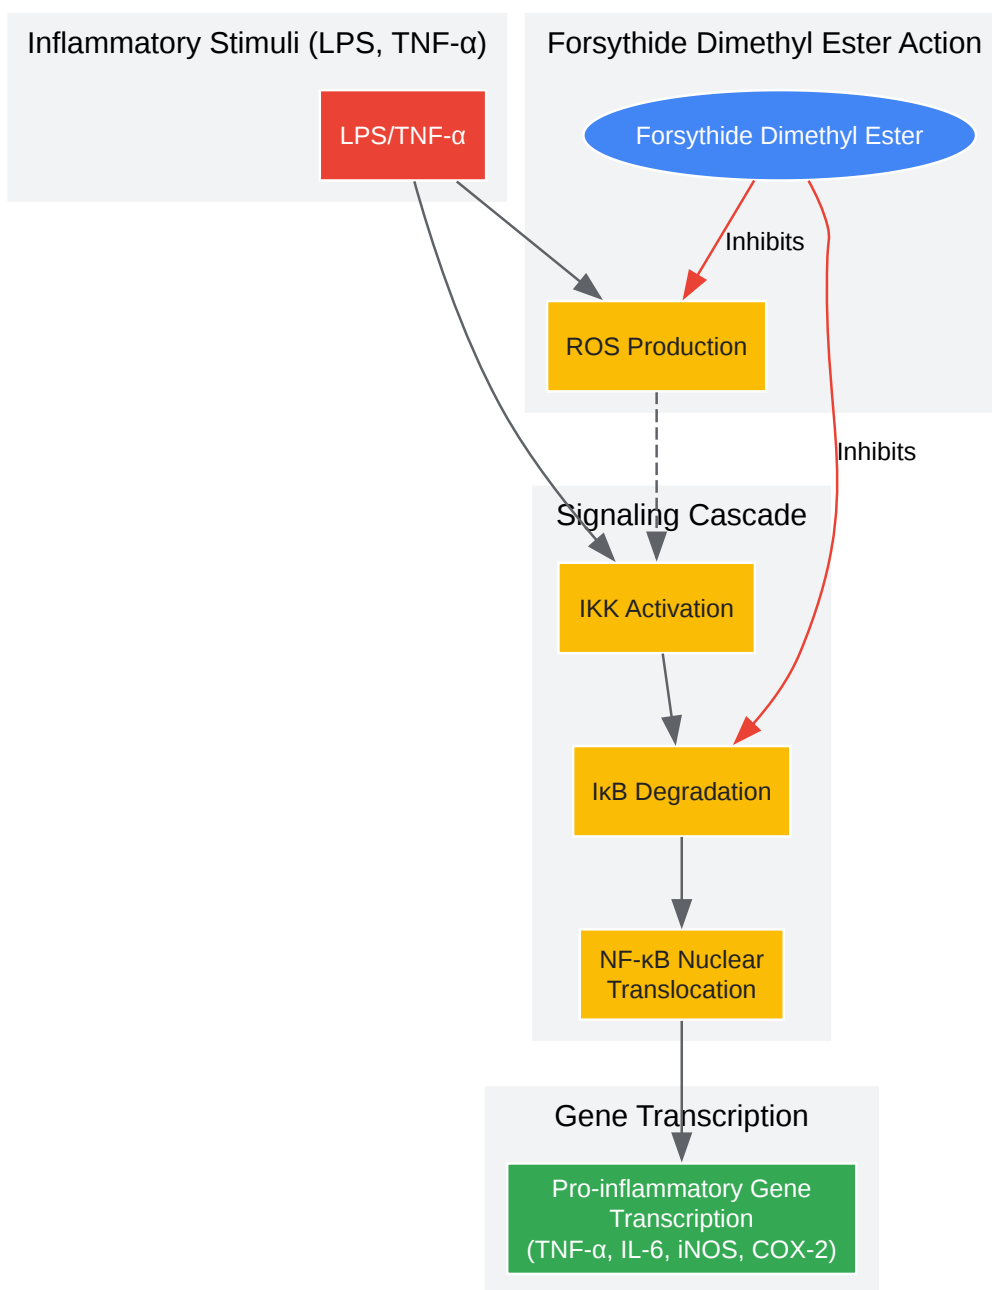 Inflammatory Stimuli (LPS, TNF-α)
Forsythide Dimethyl Ester Action
LPS/TNF-α
Forsythide Dimethyl Ester
Inhibits
ROS Production
Inhibits
Signaling Cascade
IKK Activation
IκB Degradation
NF-κB Nuclear
Translocation
Gene Transcription
Pro-inflammatory Gene
Transcription
(TNF-α, IL-6, iNOS, COX-2)